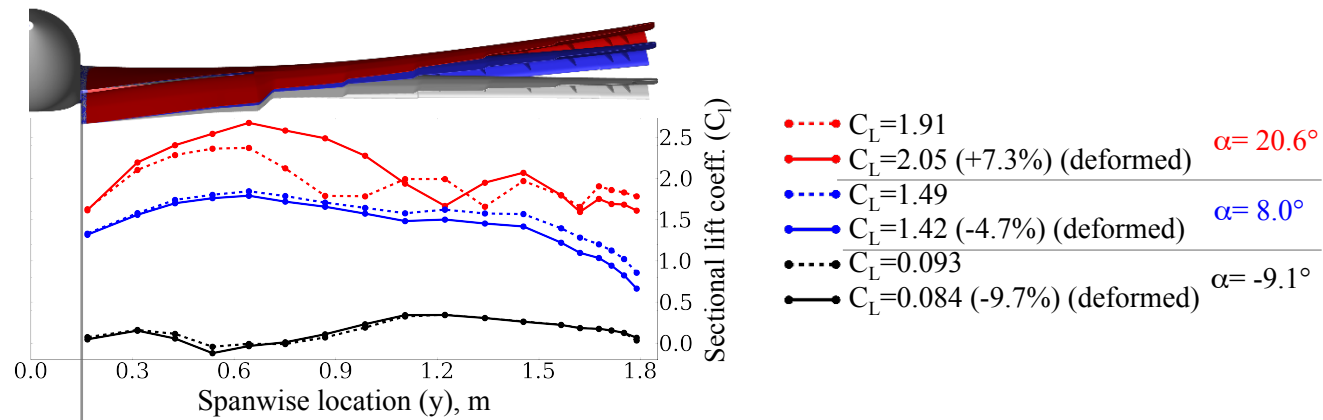 2.5
2.0
1.5
1.0
0.5
0.0
Sectional lift coeff. (C_l)
0.0 0.3 0.6 0.9 1.2 1.5 1.8
Spanwise location (y), m
C_L=1.91
C_L=2.05 (+7.3%) (deformed)
α= 20.6°
C_L=1.49
C_L=1.42 (-4.7%) (deformed)
α= 8.0°
C_L=0.093
C_L=0.084 (-9.7%) (deformed)
α= -9.1°